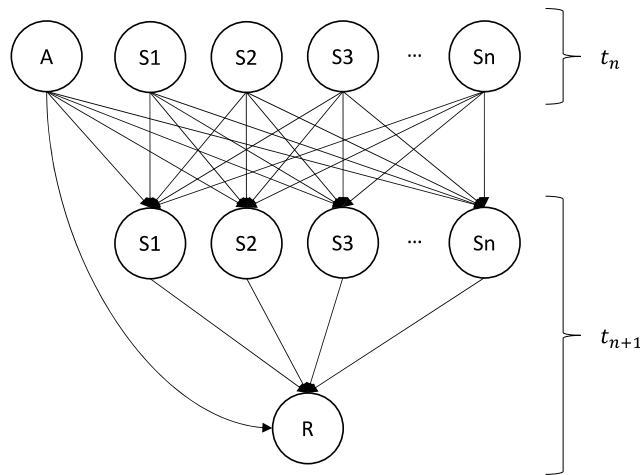 A S1 S2 S3 ... Sn t_n
S1 S2 S3 ... Sn
t_{n+1}
R